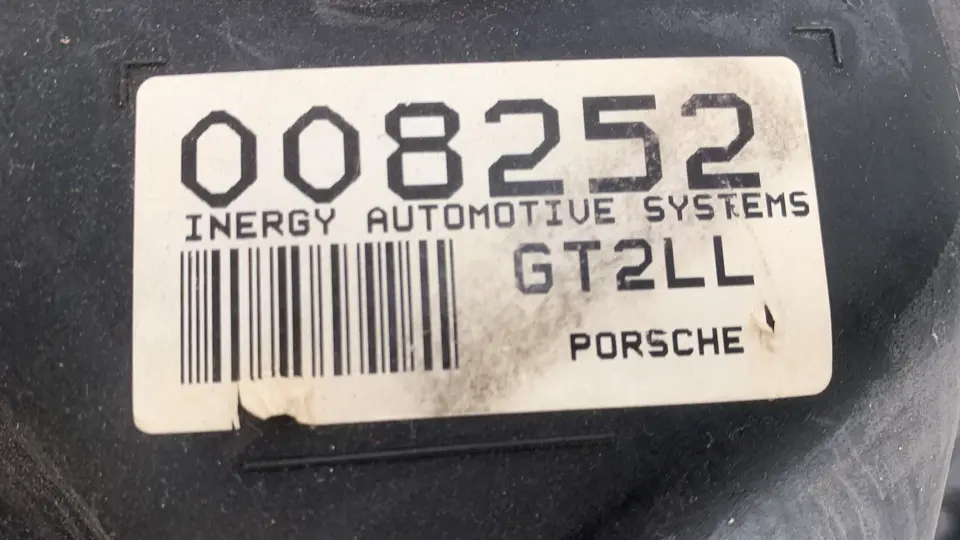 008252
INERGY AUTOMOTIVE SYSTEMS
GT2LL
PORSCHE